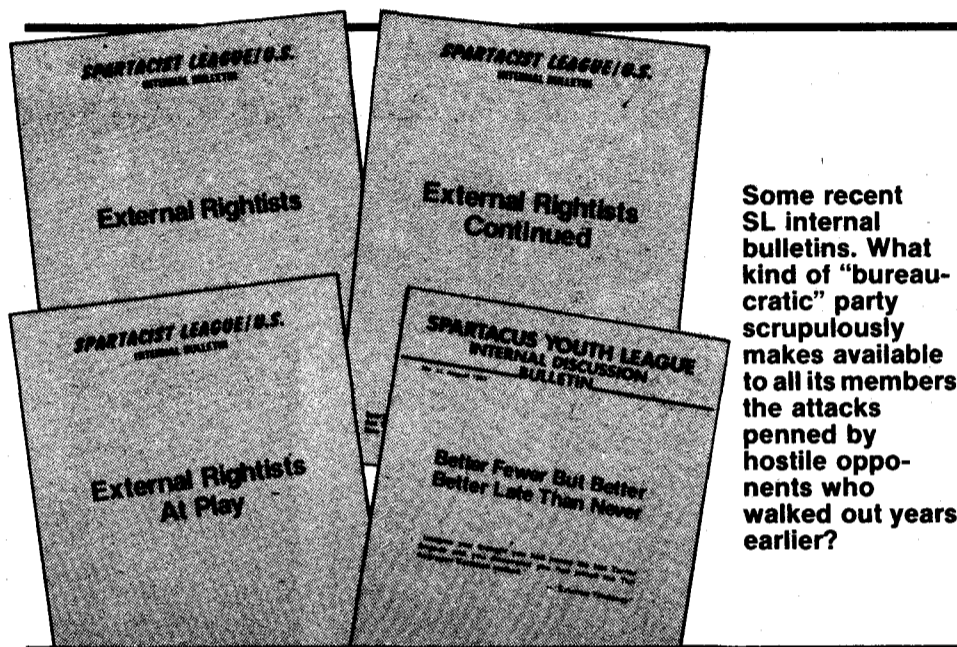 SPARTACIST LEAGUE/U.S.
INTERNAL BULLETIN
External Rightists
SPARTACIST LEAGUE/U.S.
INTERNAL BULLETIN
External Rightists
Continued
SPARTACIST LEAGUE/U.S.
INTERNAL BULLETIN
External Rightists
At Play
SPARTACUS YOUTH LEAGUE
INTERNAL DISCUSSION
BULLETIN
Better Fewer But Better
Better Late Than Never
Some recent
SL internal
bulletins. What
kind of “bureau-
cratic” party
scrupulously
makes available
to all its members
the attacks
penned by
hostile oppo-
nents who
walked out years
earlier?